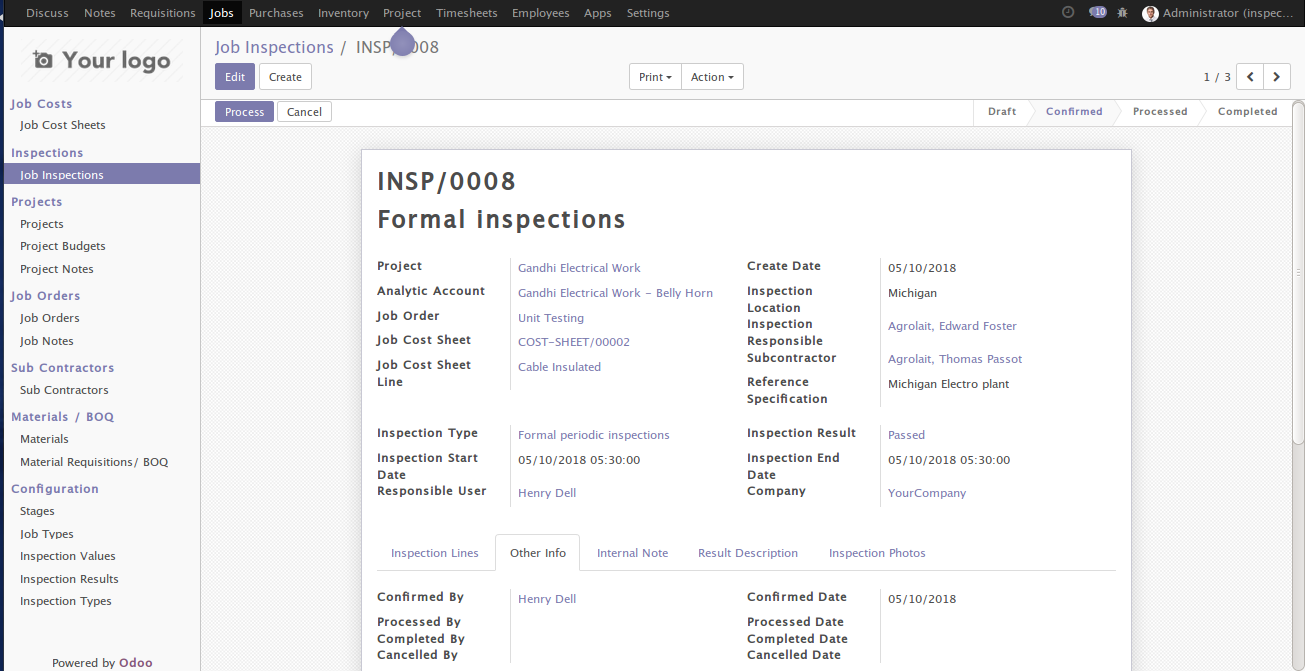 Discuss Notes Requisitions Jobs Purchases Inventory Project Timesheets Employees Apps Settings 10 Administrator (inspec...
Your logo
Job Costs
Job Cost Sheets
Inspections
Job Inspections
Projects
Projects
Project Budgets
Project Notes
Job Orders
Job Orders
Job Notes
Sub Contractors
Sub Contractors
Materials / BOQ
Materials
Material Requisitions/ BOQ
Configuration
Stages
Job Types
Inspection Values
Inspection Results
Inspection Types
Powered by Odoo
Job Inspections / INSP/0008
Edit Create Print Action 1 / 3
Process Cancel Draft Confirmed Processed Completed
INSP/0008
Formal inspections
Project Gandhi Electrical Work
Analytic Account Gandhi Electrical Work - Belly Horn
Job Order Unit Testing
Job Cost Sheet COST-SHEET/00002
Job Cost Sheet Cable Insulated
Line
Create Date 05/10/2018
Inspection Michigan
Location
Inspection Agrolait, Edward Foster
Responsible
Subcontractor Agrolait, Thomas Passot
Reference Michigan Electro plant
Specification
Inspection Type Formal periodic inspections
Inspection Start 05/10/2018 05:30:00
Date
Responsible User Henry Dell
Inspection Result Passed
Inspection End 05/10/2018 05:30:00
Date
Company YourCompany
Inspection Lines Other Info Internal Note Result Description Inspection Photos
Confirmed By Henry Dell
Processed By
Completed By
Cancelled By
Confirmed Date 05/10/2018
Processed Date
Completed Date
Cancelled Date